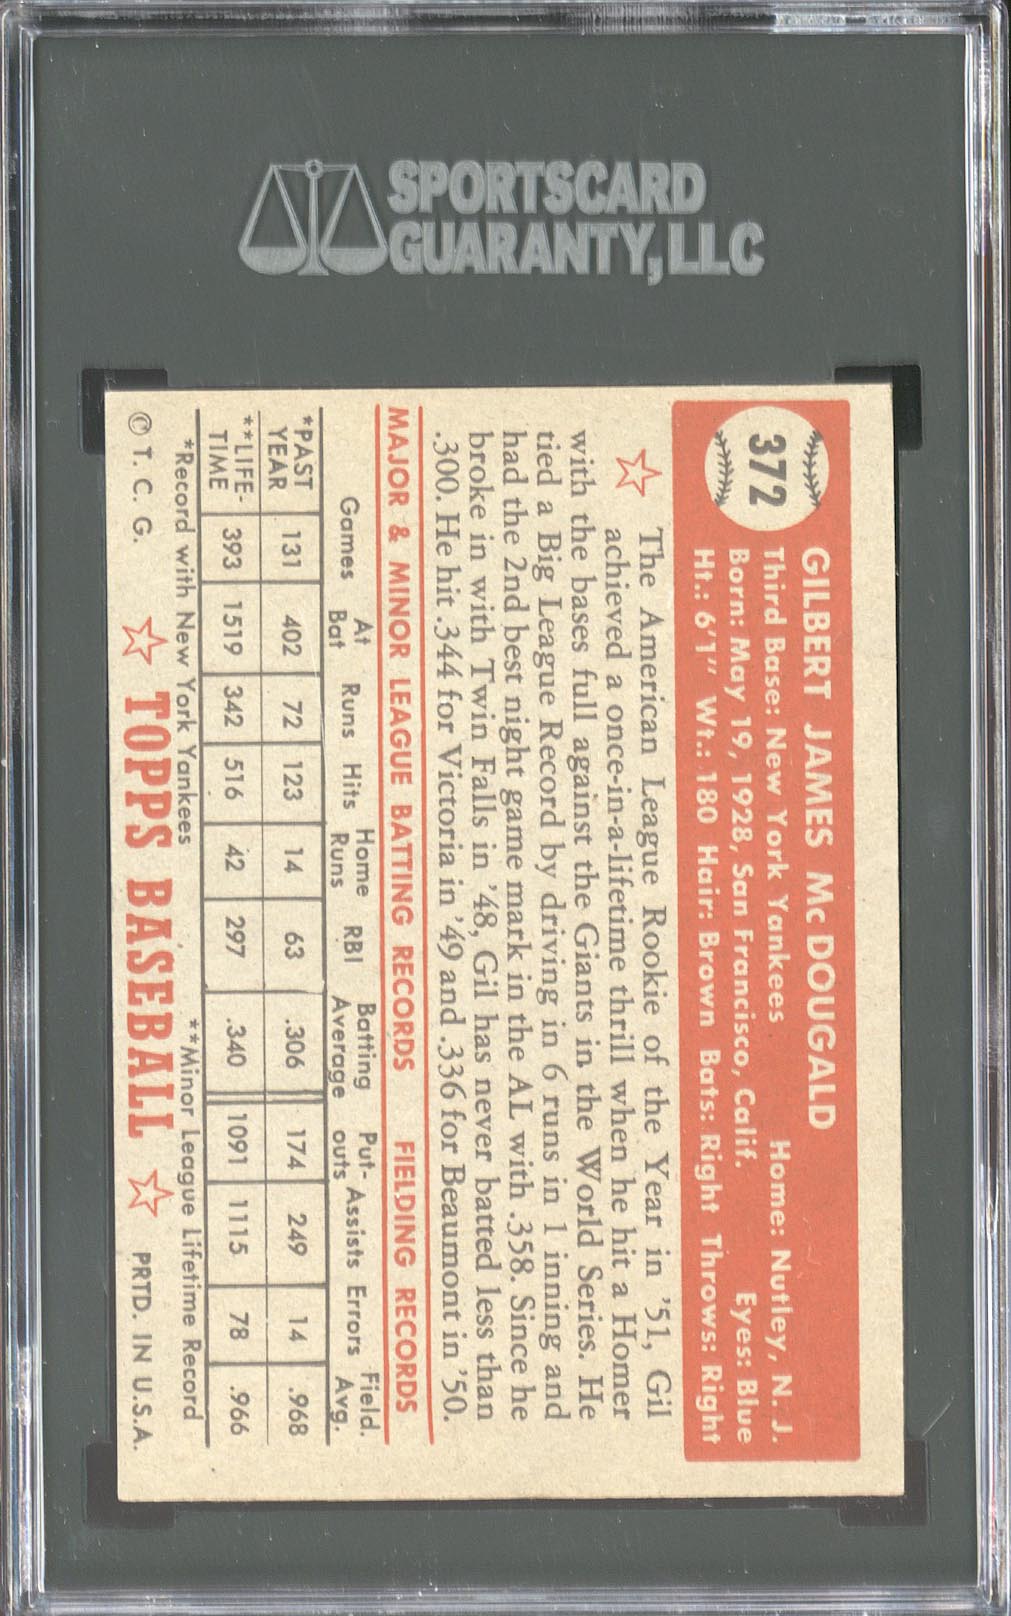 SPORTSCARD
GUARANTY, LLC
372
GILBERT JAMES McDOUGALD
Third Base: New York Yankees Home: Nutley, N. J.
Born: May 19, 1928, San Francisco, Calif. Eyes: Blue
Ht.: 6'1" Wt.: 180 Hair: Brown Bats: Right Throws: Right
The American League Rookie of the Year in '51, Gil
achieved a once-in-a-lifetime thrill when he hit a Homer
with the bases full against the Giants in the World Series. He
tied a Big League Record by driving in 6 runs in 1 inning and
had the 2nd best night game mark in the AL with .358. Since he
broke in with Twin Falls in '48, Gil has never batted less than
.300. He hit .344 for Victoria in '49 and .336 for Beaumont in '50.
MAJOR & MINOR LEAGUE BATTING RECORDS FIELDING RECORDS
Games At Bat Runs Hits Home Runs RBI Batting Average Put-outs Assists Errors Field. Avg.
*PAST YEAR 131 402 72 123 14 63 .306 174 249 14 .968
**LIFE-TIME 393 1519 342 516 42 297 .340 1091 1115 78 .966
*Record with New York Yankees **Minor League Lifetime Record
© T. C. G. TOPPS BASEBALL PRTD. IN U.S.A.